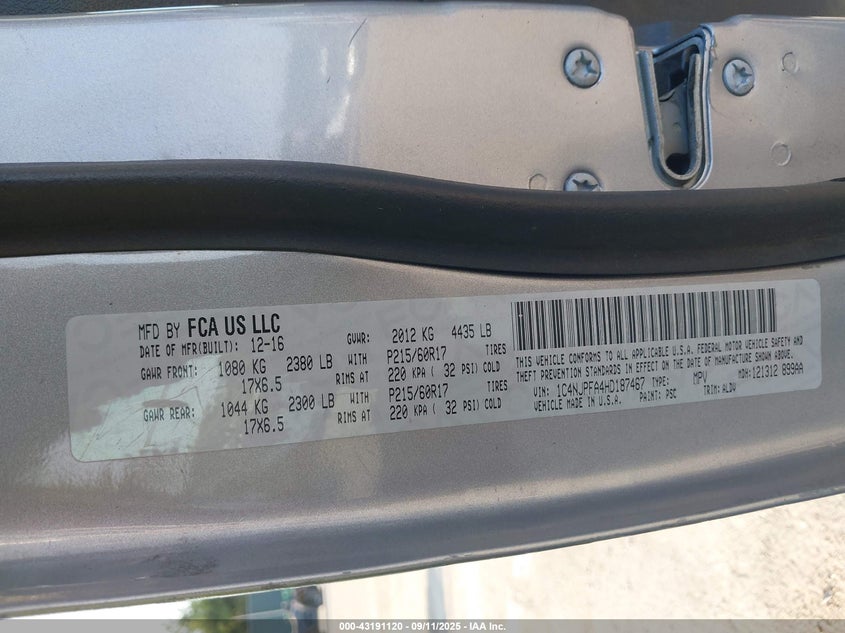 MFD BY FCA US LLC
DATE OF MFR(BUILT): 12-16 GVWR: 2012 KG 4435 LB
GAWR FRONT: 1080 KG 2380 LB WITH P215/60R17 TIRES
17X6.5 RIMS AT 220 KPA ( 32 PSI) COLD
GAWR REAR: 1044 KG 2300 LB WITH P215/60R17 TIRES
17X6.5 RIMS AT 220 KPA ( 32 PSI) COLD
THIS VEHICLE COMPLIES WITH ALL APPLICABLE U.S.A. FEDERAL MOTOR VEHICLE SAFETY AND
THEFT PREVENTION STANDARDS IN EFFECT ON THE DATE OF MANUFACTURE SHOWN ABOVE.
VIN: 1C4NJPFA4HD187467 TYPE: MPV MDH: 121312 899AA
VEHICLE MADE IN U.S.A. PAINT: PSC TRIM: ALDV
000-43191120 - 09/11/2025 - IAA Inc.